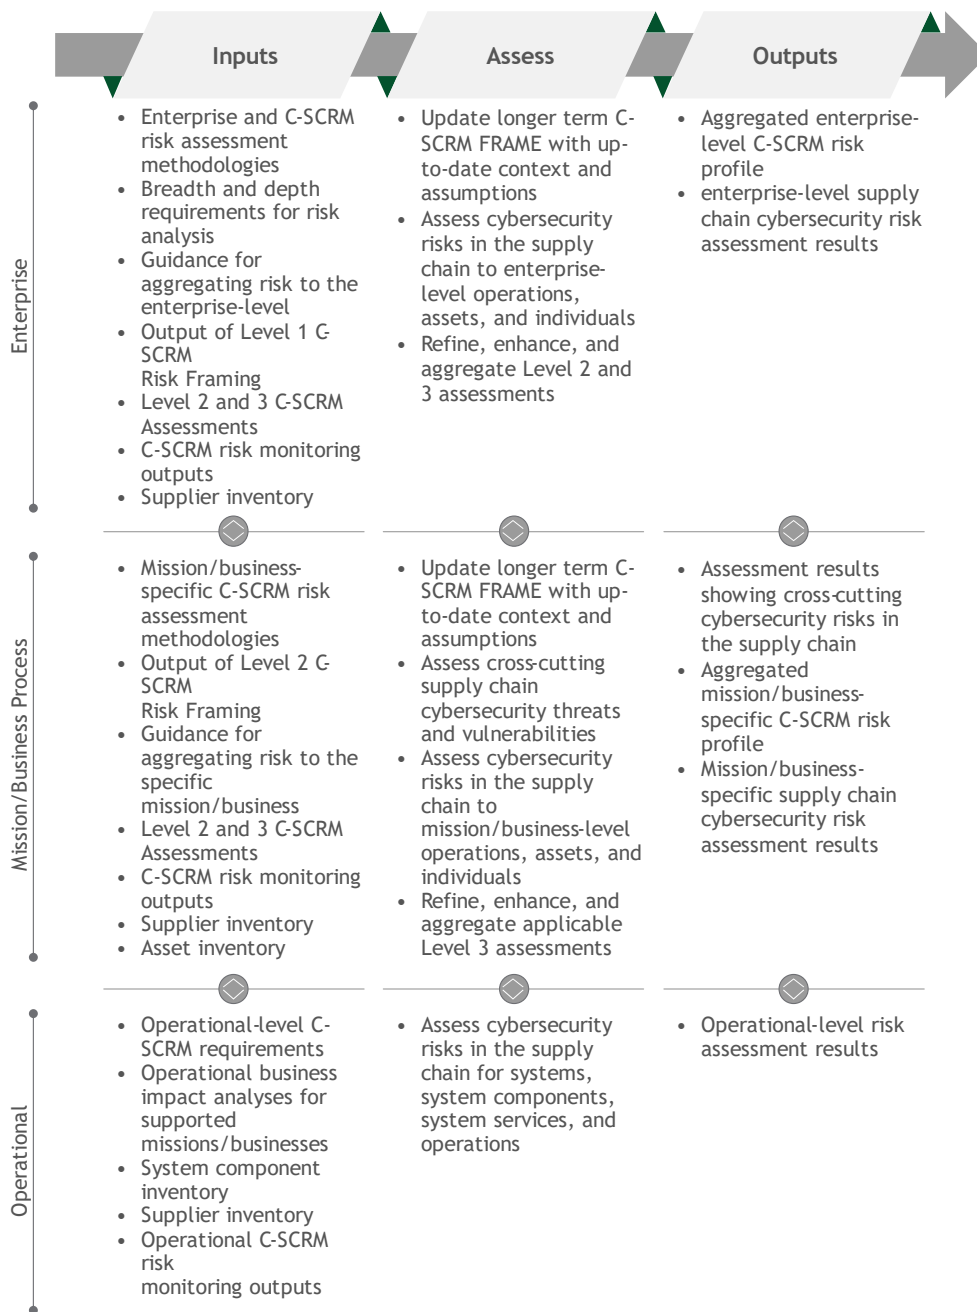 Inputs
Assess
Outputs
Enterprise
• Enterprise and C-SCRM
risk assessment
methodologies
• Breadth and depth
requirements for risk
analysis
• Guidance for
aggregating risk to the
enterprise-level
• Output of Level 1 C-
SCRM
Risk Framing
• Level 2 and 3 C-SCRM
Assessments
• C-SCRM risk monitoring
outputs
• Supplier inventory
• Update longer term C-
SCRM FRAME with up-
to-date context and
assumptions
• Assess cybersecurity
risks in the supply
chain to enterprise-
level operations,
assets, and individuals
• Refine, enhance, and
aggregate Level 2 and
3 assessments
• Aggregated enterprise-
level C-SCRM risk
profile
• enterprise-level supply
chain cybersecurity risk
assessment results
Mission/Business Process
• Mission/business-
specific C-SCRM risk
assessment
methodologies
• Output of Level 2 C-
SCRM
Risk Framing
• Guidance for
aggregating risk to the
specific
mission/business
• Level 2 and 3 C-SCRM
Assessments
• C-SCRM risk monitoring
outputs
• Supplier inventory
• Asset inventory
• Update longer term C-
SCRM FRAME with up-
to-date context and
assumptions
• Assess cross-cutting
supply chain
cybersecurity threats
and vulnerabilities
• Assess cybersecurity
risks in the supply
chain to
mission/business-level
operations, assets, and
individuals
• Refine, enhance, and
aggregate applicable
Level 3 assessments
• Assessment results
showing cross-cutting
cybersecurity risks in
the supply chain
• Aggregated
mission/business-
specific C-SCRM risk
profile
• Mission/business-
specific supply chain
cybersecurity risk
assessment results
Operational
• Operational-level C-
SCRM requirements
• Operational business
impact analyses for
supported
missions/businesses
• System component
inventory
• Supplier inventory
• Operational C-SCRM
risk
monitoring outputs
• Assess cybersecurity
risks in the supply
chain for systems,
system components,
system services, and
operations
• Operational-level risk
assessment results